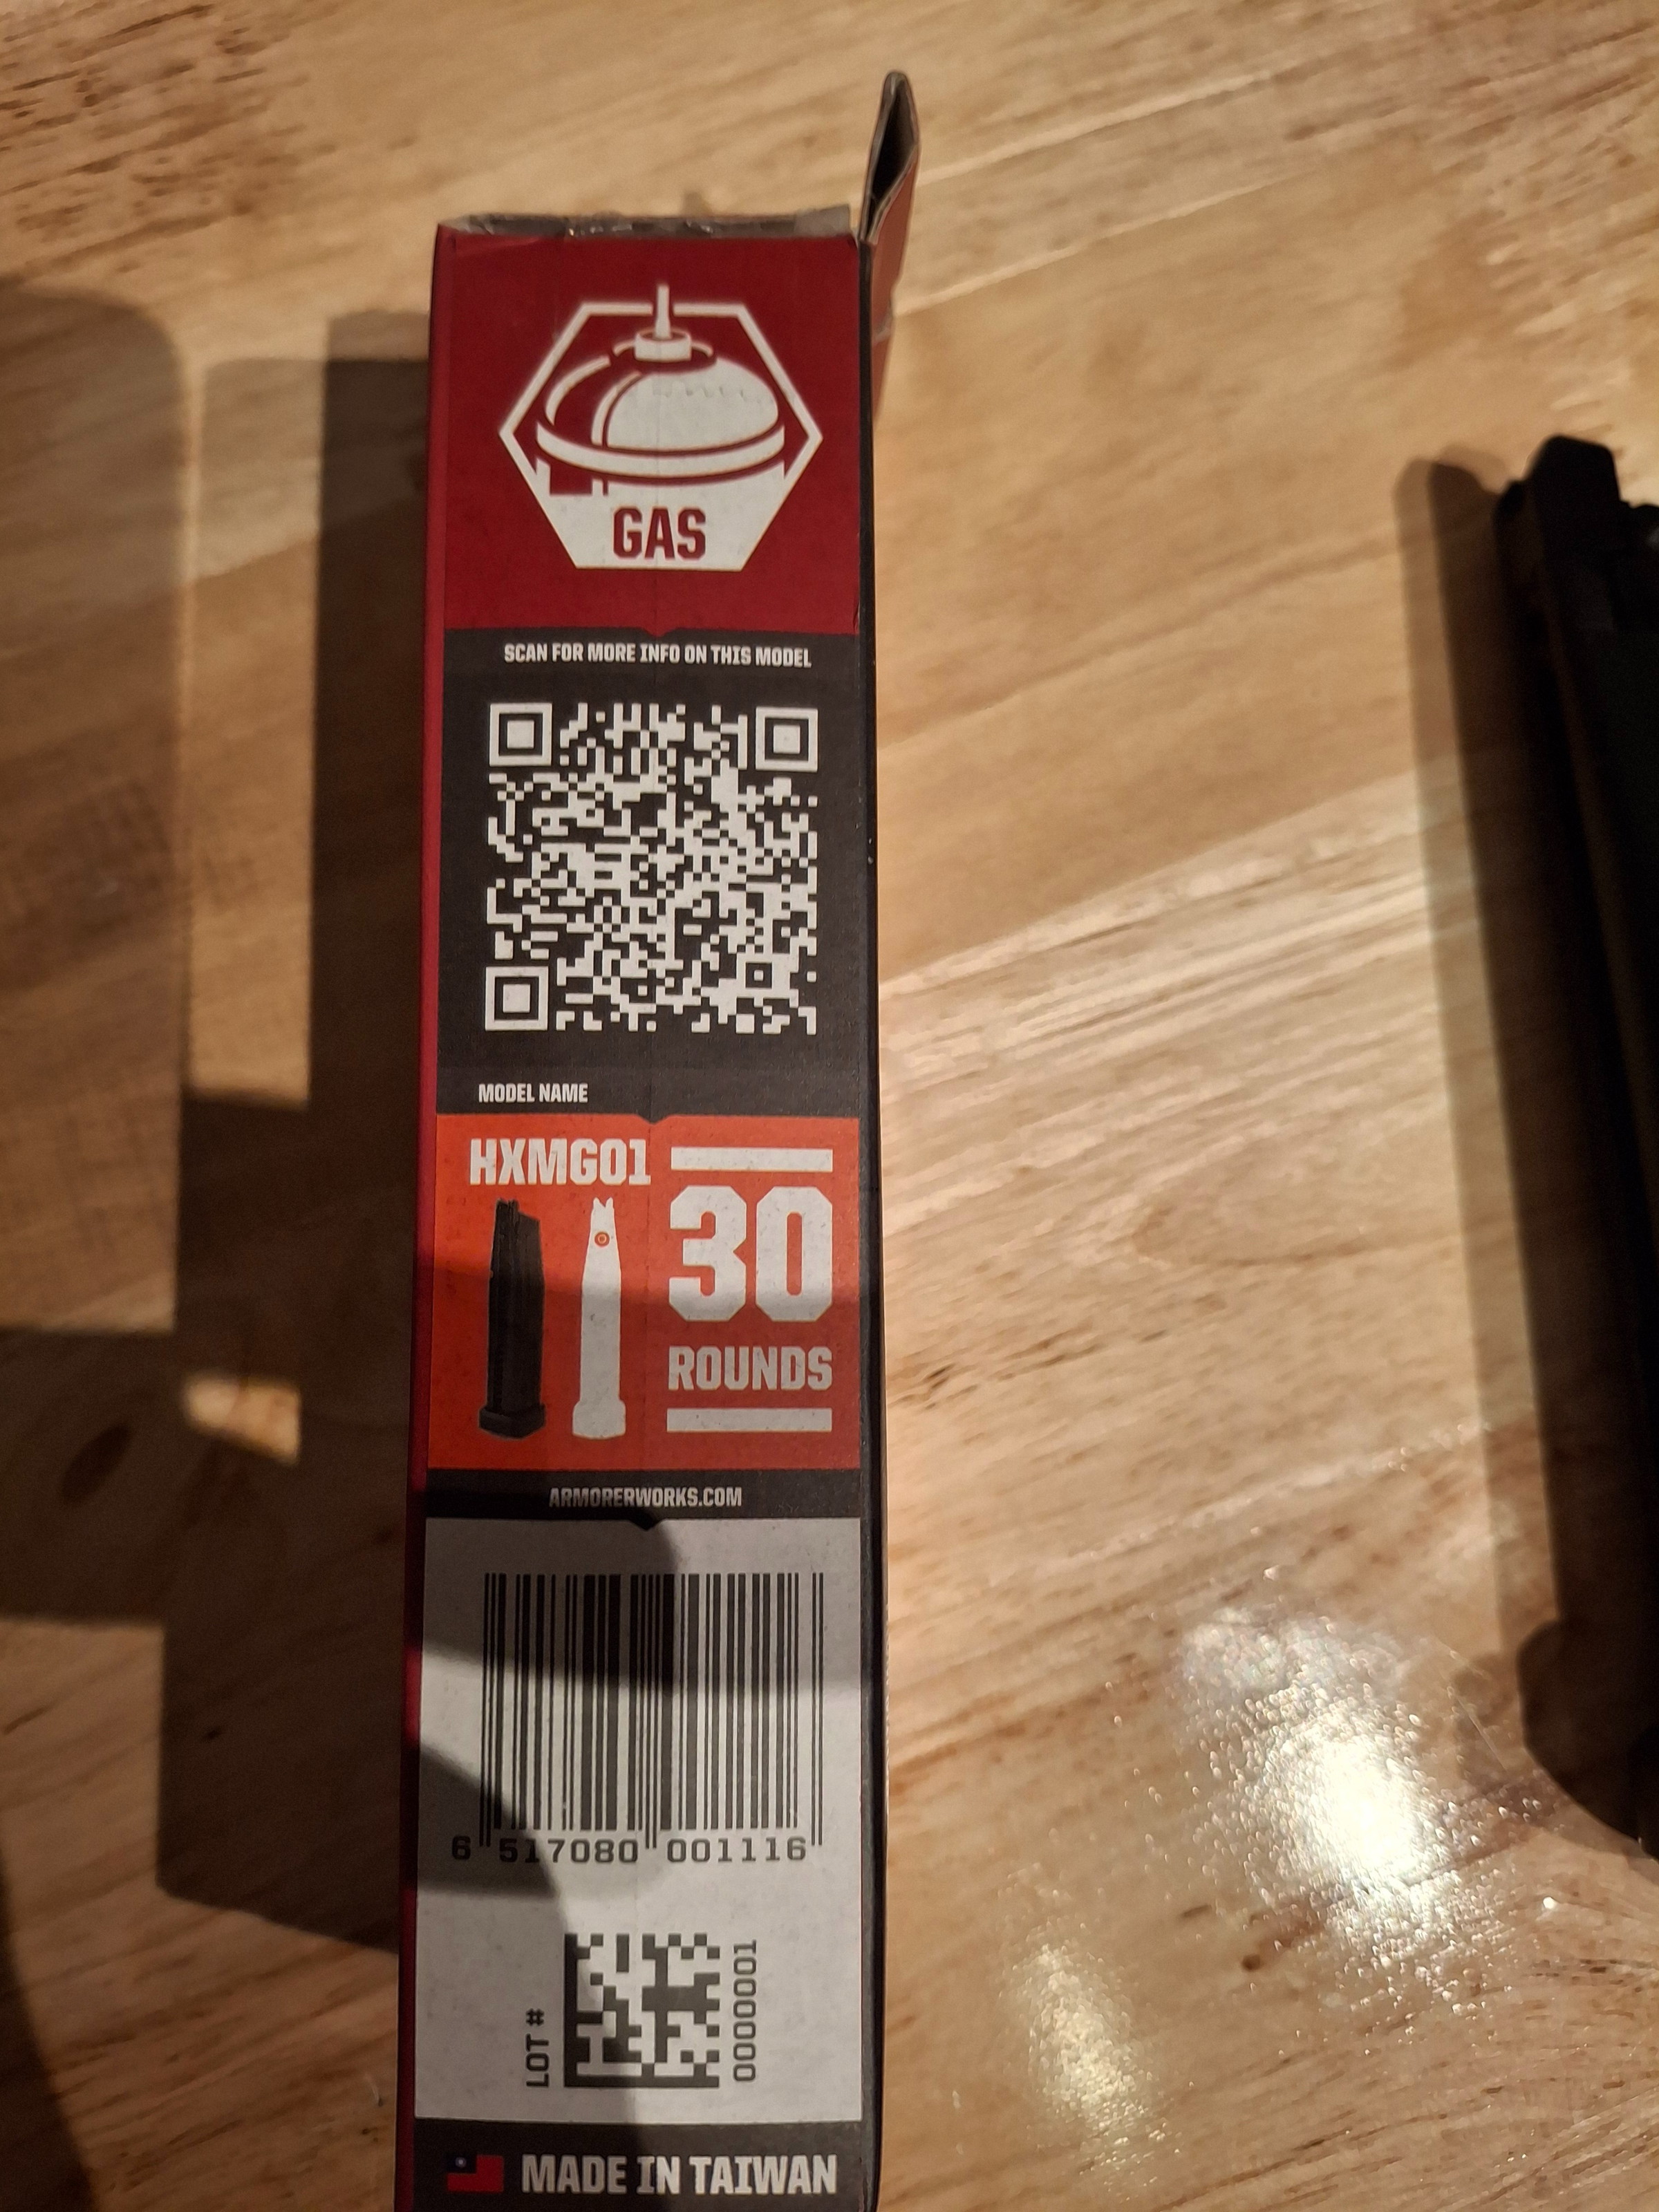 GAS
SCAN FOR MORE INFO ON THIS MODEL
MODEL NAME
HXMG01
30
ROUNDS
ARMORERWORKS.COM
6 517080 001116
LOT #
0000001
MADE IN TAIWAN